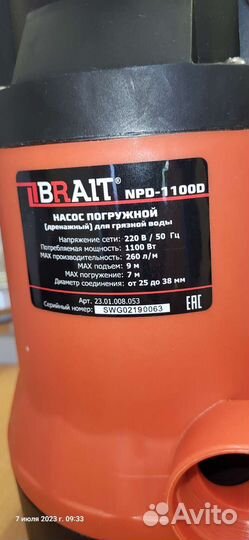 BRAIT® NPD-1100D
НАСОС ПОГРУЖНОЙ
(дренажный) для грязной воды
Напряжение сети: 220 В / 50 Гц
Потребляемая мощность: 1100 Вт
MAX производительность: 260 л/м
MAX подъем: 9 м
MAX погружение: 7 м
Диаметр соединения: от 25 до 38 мм
Арт. 23.01.008.053
Серийный номер: SWG02190063
EAC
7 июля 2023 г. 09:33
Avito